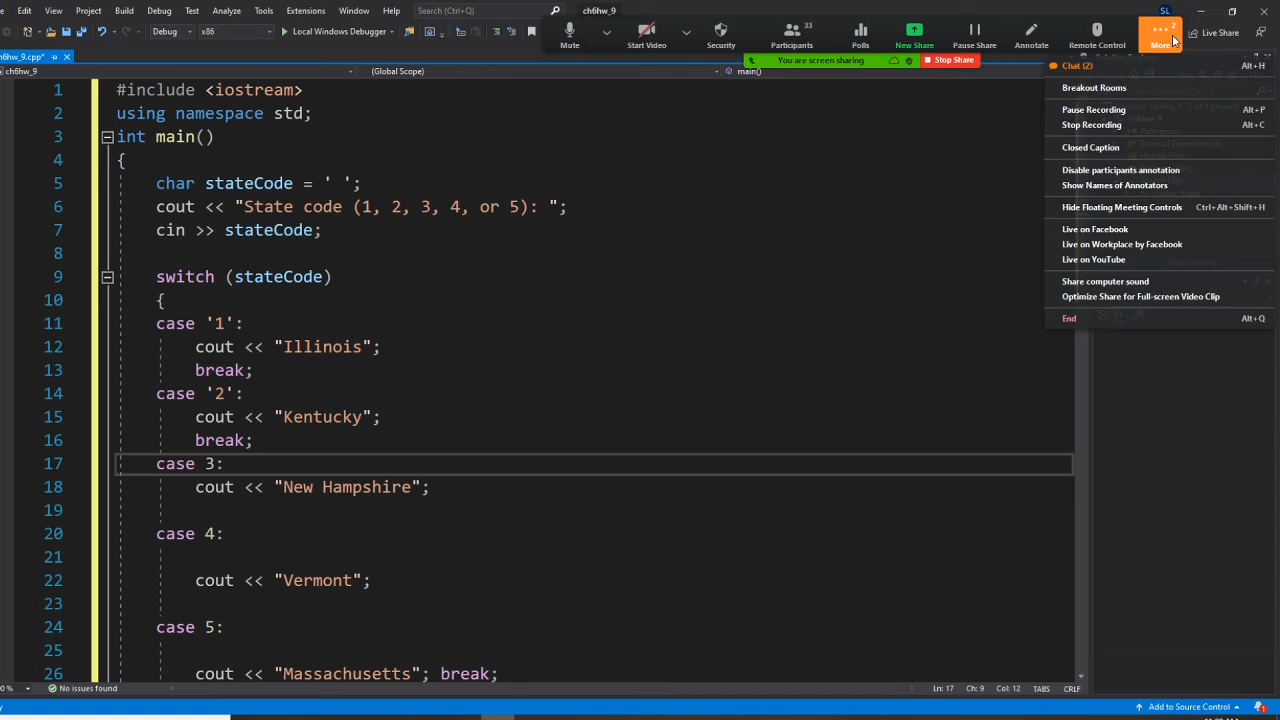 File Edit View Project Build Debug Test Analyze Tools Extensions Window Help Search (Ctrl+Q) ch6hw_9 SL
Debug x86 Local Windows Debugger Live Share
Mute Start Video Security Participants 33 Polls New Share Pause Share Annotate Remote Control More 2
You are screen sharing Stop Share
ch6hw_9 (Global Scope) main()
Chat (2) Alt+H
Breakout Rooms
Pause Recording Alt+P
Stop Recording Alt+C
Closed Caption
Disable participants annotation
Show Names of Annotators
Hide Floating Meeting Controls Ctrl+Alt+Shift+H
Live on Facebook
Live on Workplace by Facebook
Live on YouTube
Share computer sound
Optimize Share for Full-screen Video Clip
End Alt+Q
1 #include <iostream>
2 using namespace std;
3 int main()
4 {
5 char stateCode = ' ';
6 cout << "State code (1, 2, 3, 4, or 5): ";
7 cin >> stateCode;
8
9 switch (stateCode)
10 {
11 case '1':
12 cout << "Illinois";
13 break;
14 case '2':
15 cout << "Kentucky";
16 break;
17 case 3:
18 cout << "New Hampshire";
19
20 case 4:
21
22 cout << "Vermont";
23
24 case 5:
25
26 cout << "Massachusetts"; break;
No issues found Ln: 17 Ch: 9 Col: 12 TABS CRLF
Add to Source Control 1